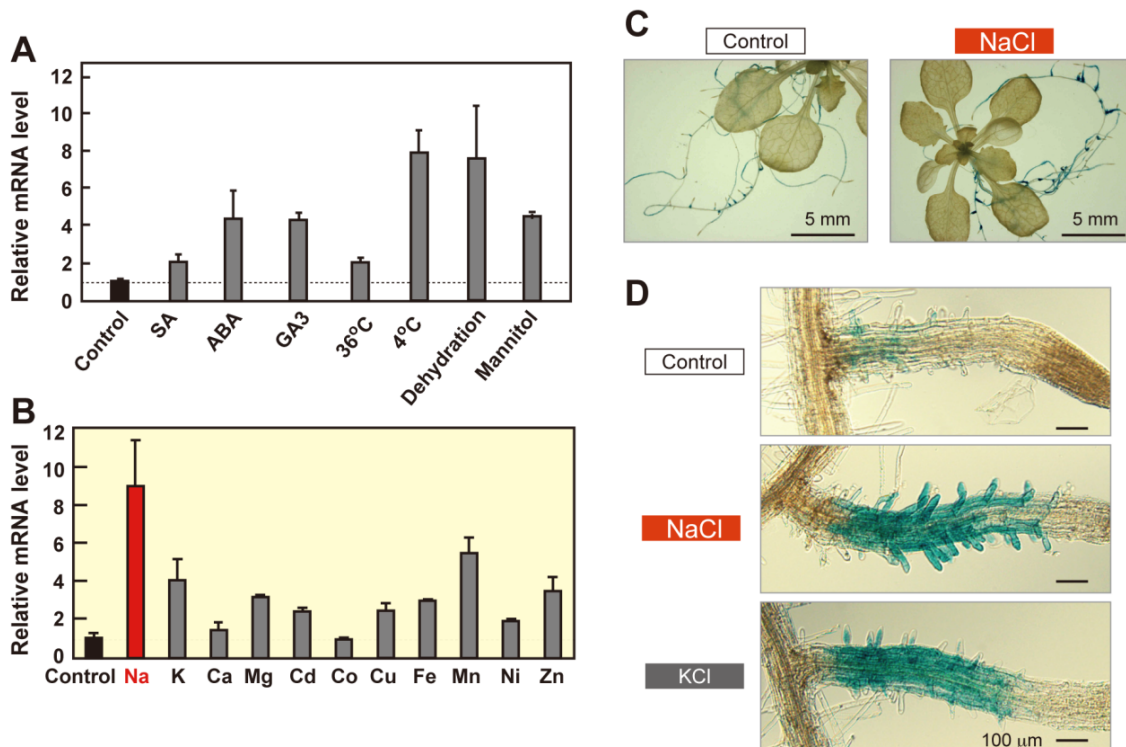 A
Relative mRNA level
12
10
8
6
4
2
0
Control
SA
ABA
GA3
36°C
4°C
Dehydration
Mannitol
B
Relative mRNA level
12
10
8
6
4
2
0
Control Na K Ca Mg Cd Co Cu Fe Mn Ni Zn
C
Control
NaCl
5 mm
5 mm
D
Control
NaCl
KCl
100 μm